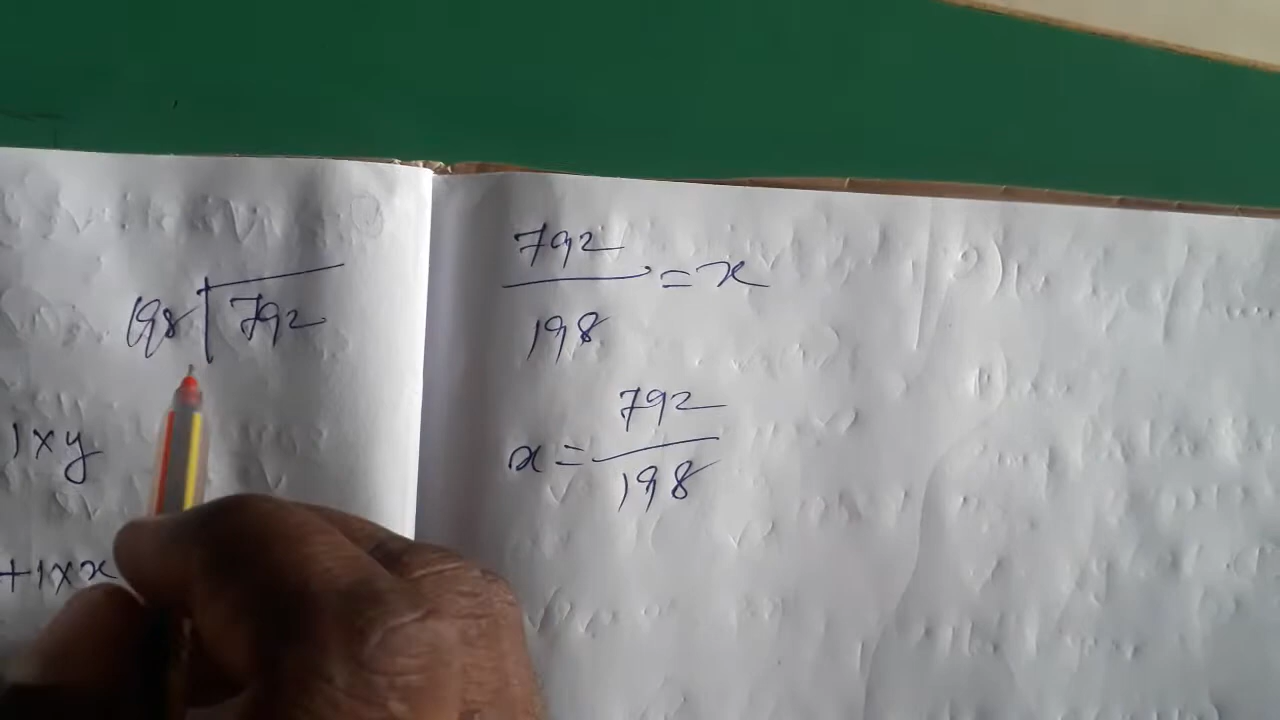 198 792
1 x y
+ 1 x x
792
198 = x
x = 792
198